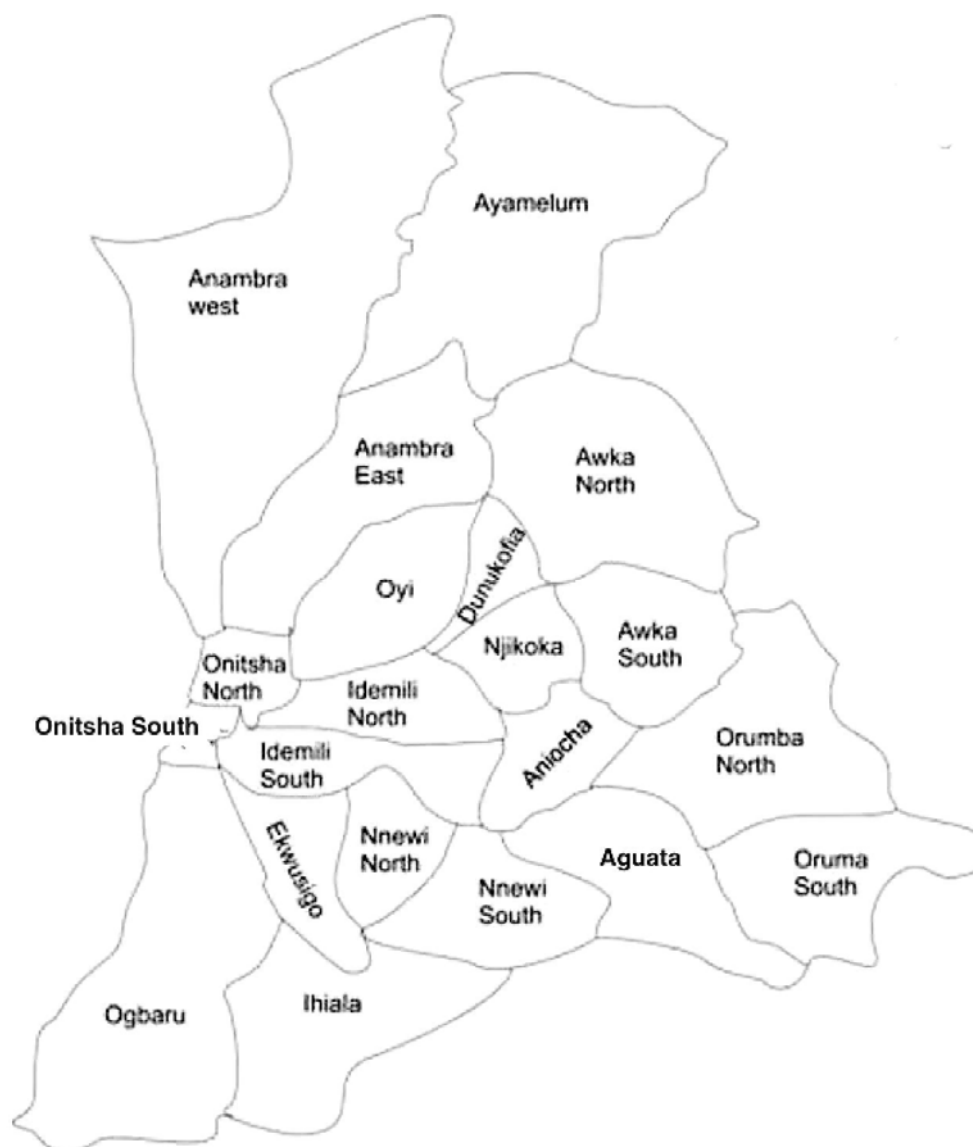 Ayamelum
Anambra
west
Anambra
East
Awka
North
Oyi
Dunukofia
Njikoka
Awka
South
Onitsha
North
Idemili
North
Onitsha South
Idemili
South
Aniocha
Orumba
North
Ekwusigo
Nnewi
North
Nnewi
South
Aguata
Oruma
South
Ogbaru
Ihiala